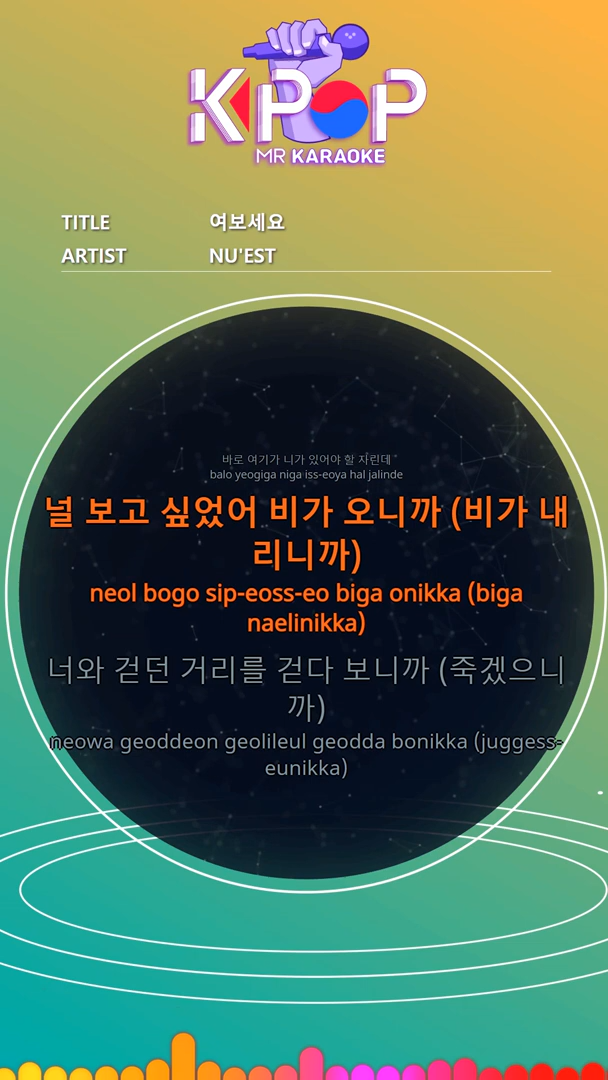 KPOP
MR KARAOKE
TITLE 여보세요
ARTIST NU'EST
바로 여기가 니가 있어야 할 자린데
balo yeogiga niga iss-eoya hal jalinde
널 보고 싶었어 비가 오니까 (비가 내
리니까)
neol bogo sip-eoss-eo biga onikka (biga
naelinikka)
너와 걷던 거리를 걷다 보니까 (죽겠으니
까)
neowa geoddeon geolileul geodda bonikka (juggess-
eunikka)